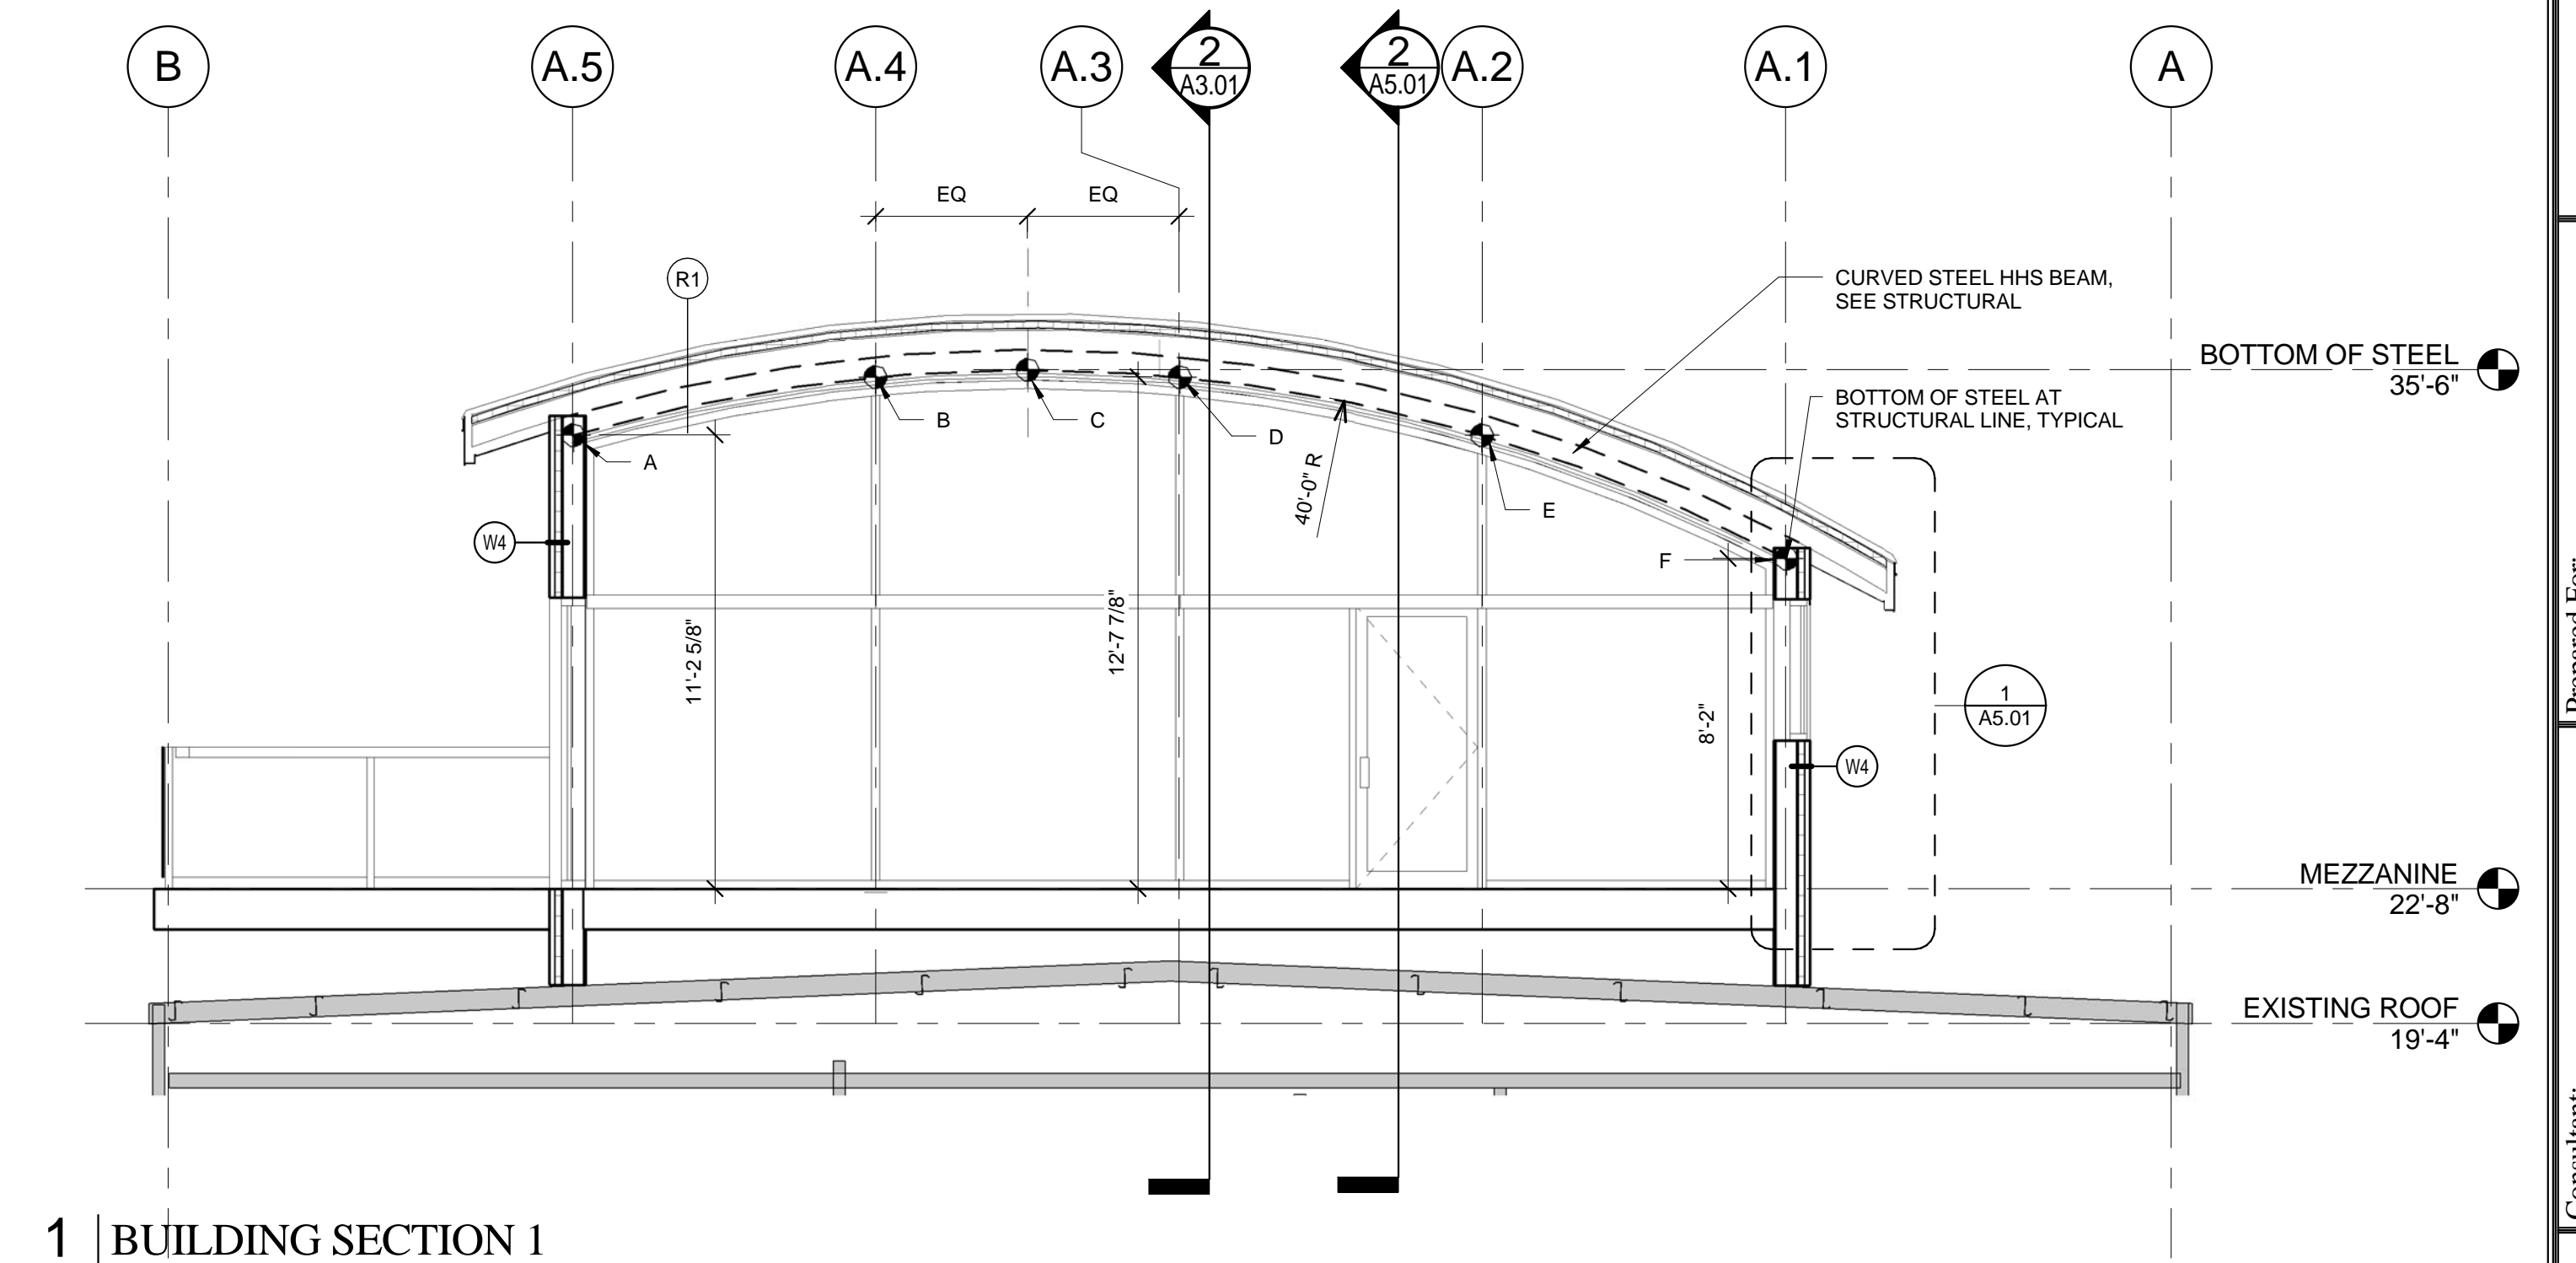 B
A.5
A.4
A.3
2
A3.01
2
A5.01
A.2
A.1
A
EQ
EQ
R1
CURVED STEEL HHS BEAM,
SEE STRUCTURAL
BOTTOM OF STEEL
35'-6"
BOTTOM OF STEEL AT
STRUCTURAL LINE, TYPICAL
A
B
C
D
E
F
40'-0" R
W4
11'-2 5/8"
12'-7 7/8"
8'-2"
1
A5.01
W4
MEZZANINE
22'-8"
EXISTING ROOF
19'-4"
Prepared For:
Consultant:
1
BUILDING SECTION 1